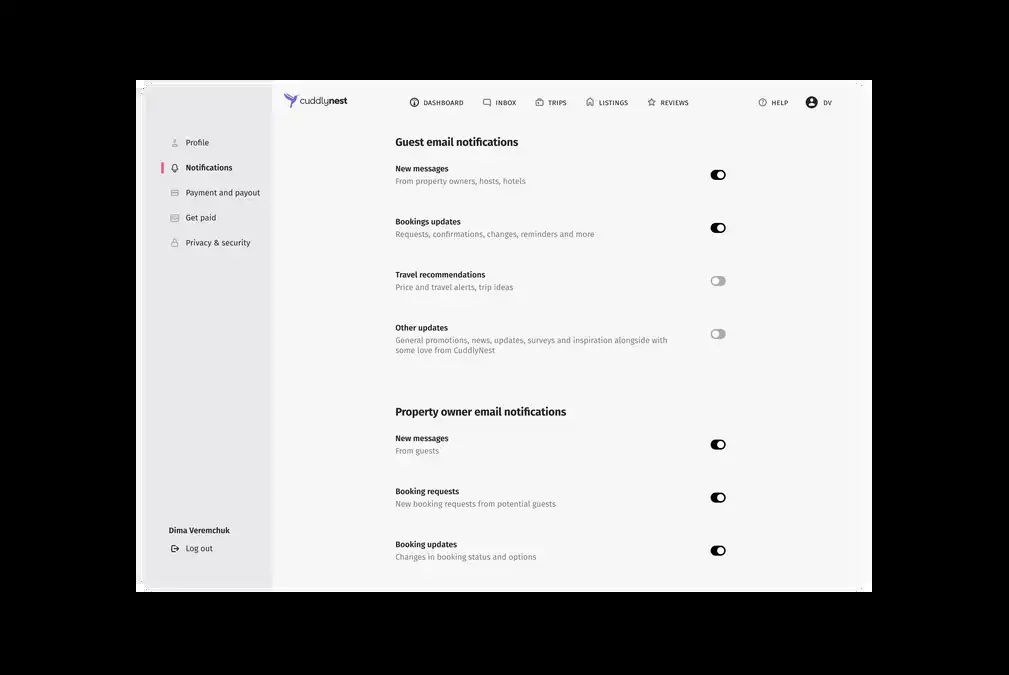 cuddlynest
DASHBOARD INBOX TRIPS LISTINGS REVIEWS HELP DV
Profile
Notifications
Payment and payout
Get paid
Privacy & security
Dima Veremchuk
Log out
Guest email notifications
New messages
From property owners, hosts, hotels
Bookings updates
Requests, confirmations, changes, reminders and more
Travel recommendations
Price and travel alerts, trip ideas
Other updates
General promotions, news, updates, surveys and inspiration alongside with
some love from CuddlyNest
Property owner email notifications
New messages
From guests
Booking requests
New booking requests from potential guests
Booking updates
Changes in booking status and options